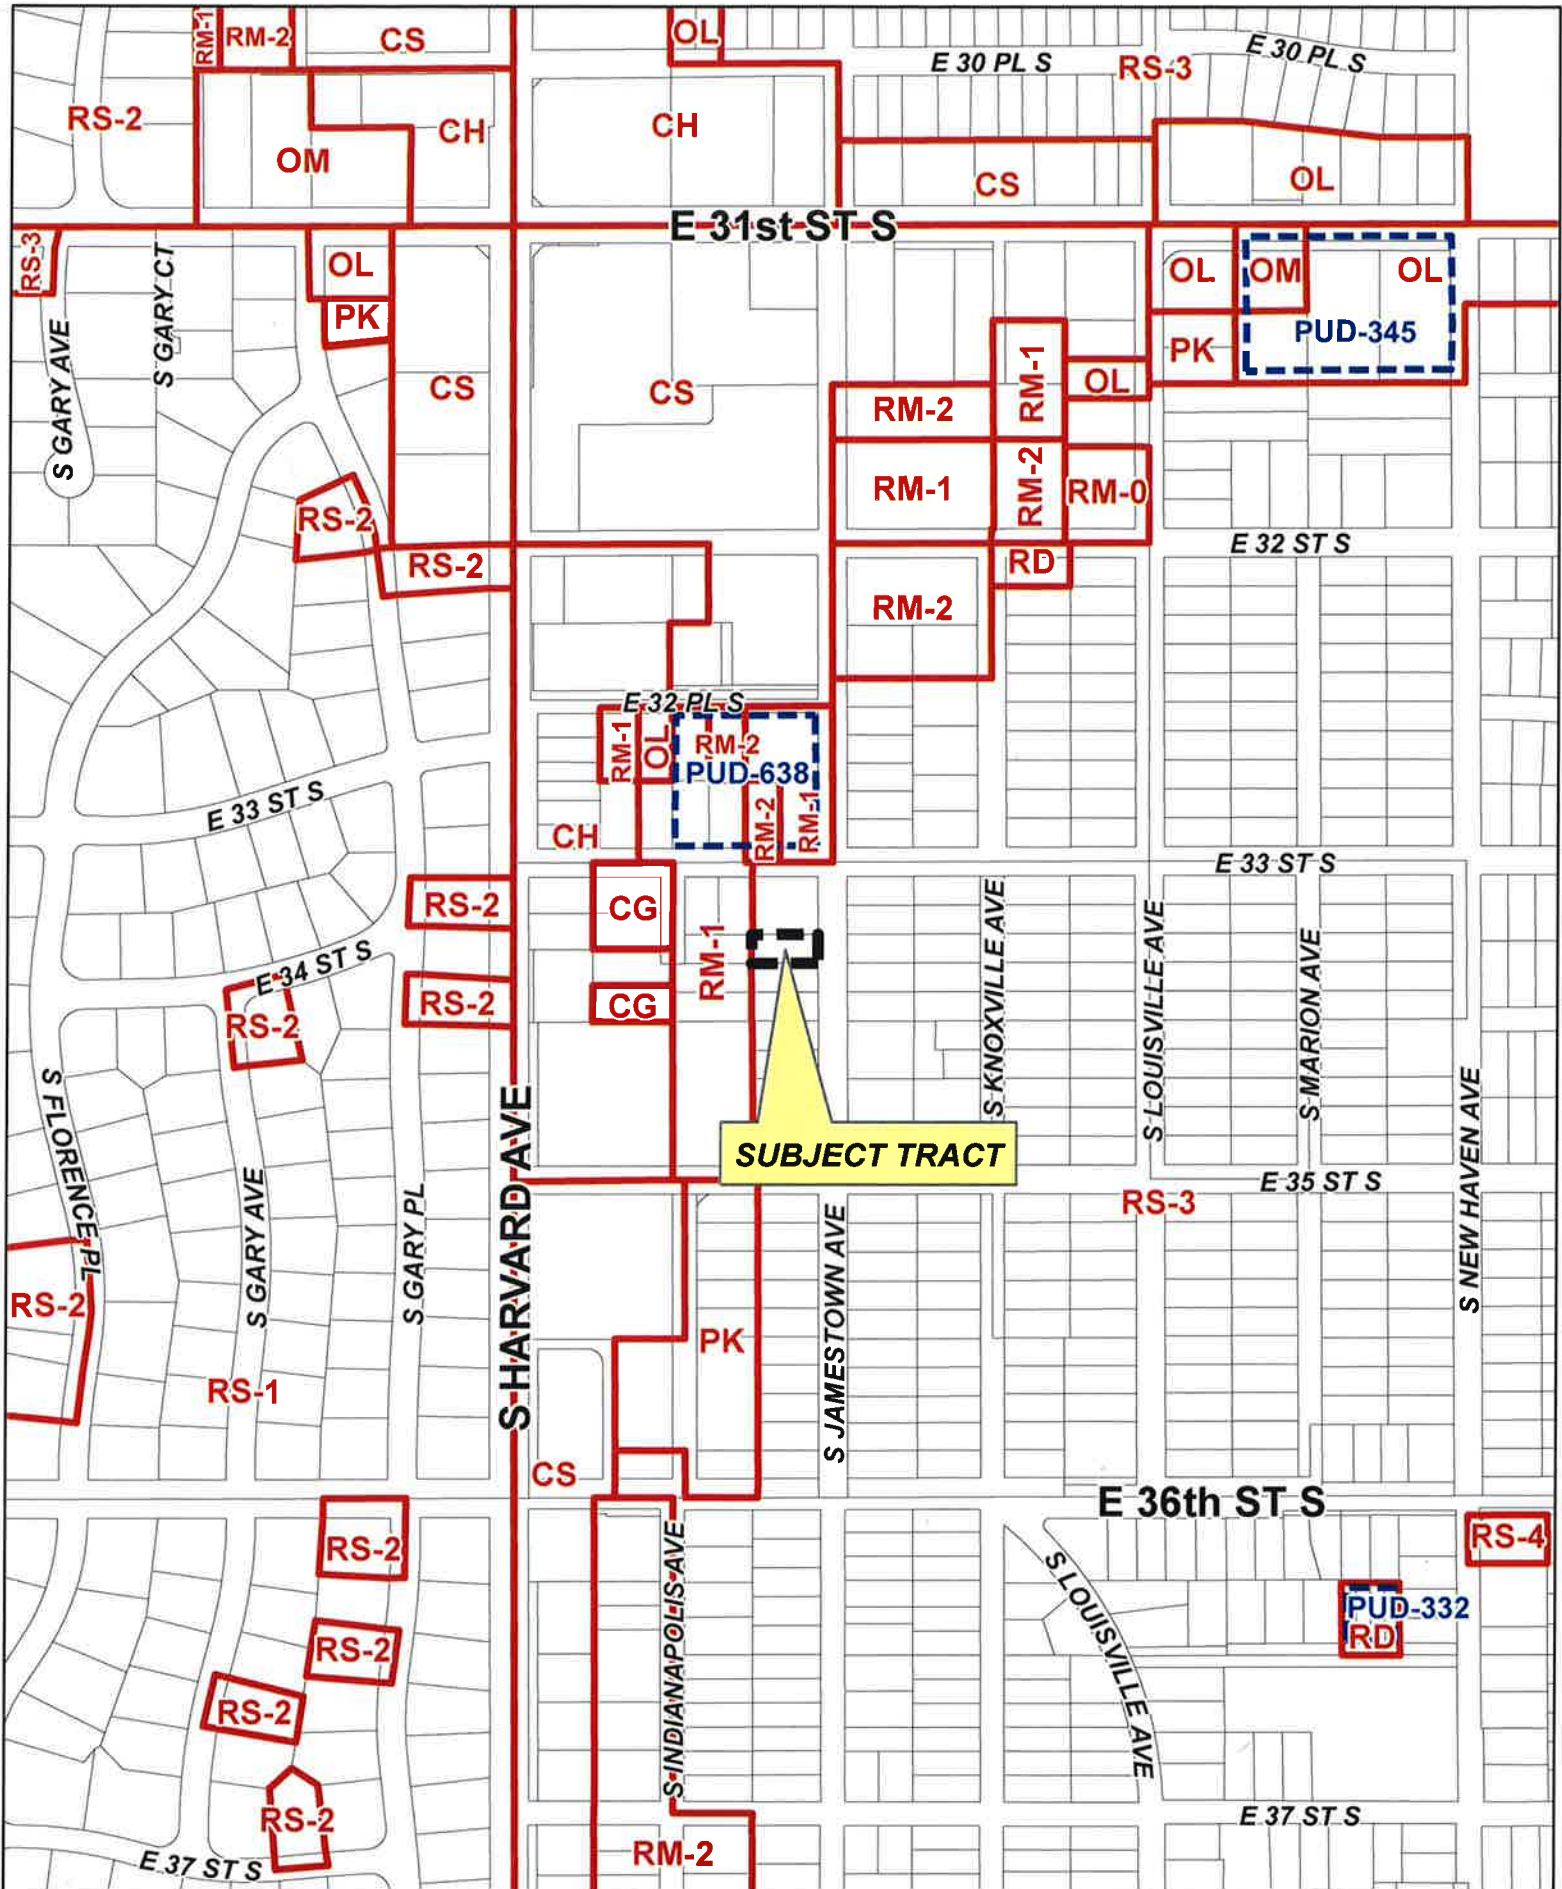 RM-1
RM-2
CS
OL
E 30 PL S
RS-3
E 30 PL S
RS-2
OM
CH
CH
CS
OL
E 31st ST S
RS-3
S GARY CT
OL
PK
OL
OM
OL
PUD-345
PK
S GARY AVE
CS
CS
RM-1
OL
RM-2
RM-1
RM-2
RM-0
RS-2
RS-2
E 32 ST S
RD
RM-2
E 32 PL S
RM-1
OL
RM-2
PUD-638
RM-2
RM-1
E 33 ST S
CH
E 33 ST S
RS-2
CG
RM-1
S KNOXVILLE AVE
S LOUISVILLE AVE
S MARION AVE
E 34 ST S
RS-2
CG
RS-2
S FLORENCE PL
S HARVARD AVE
SUBJECT TRACT
S NEW HAVEN AVE
E 35 ST S
RS-3
S GARY AVE
S GARY PL
S JAMESTOWN AVE
RS-2
PK
RS-1
CS
E 36th ST S
RS-2
RS-4
S INDIANAPOLIS AVE
S LOUISVILLE AVE
PUD-332
RD
RS-2
RS-2
RS-2
E 37 ST S
RM-2
E 37 ST S